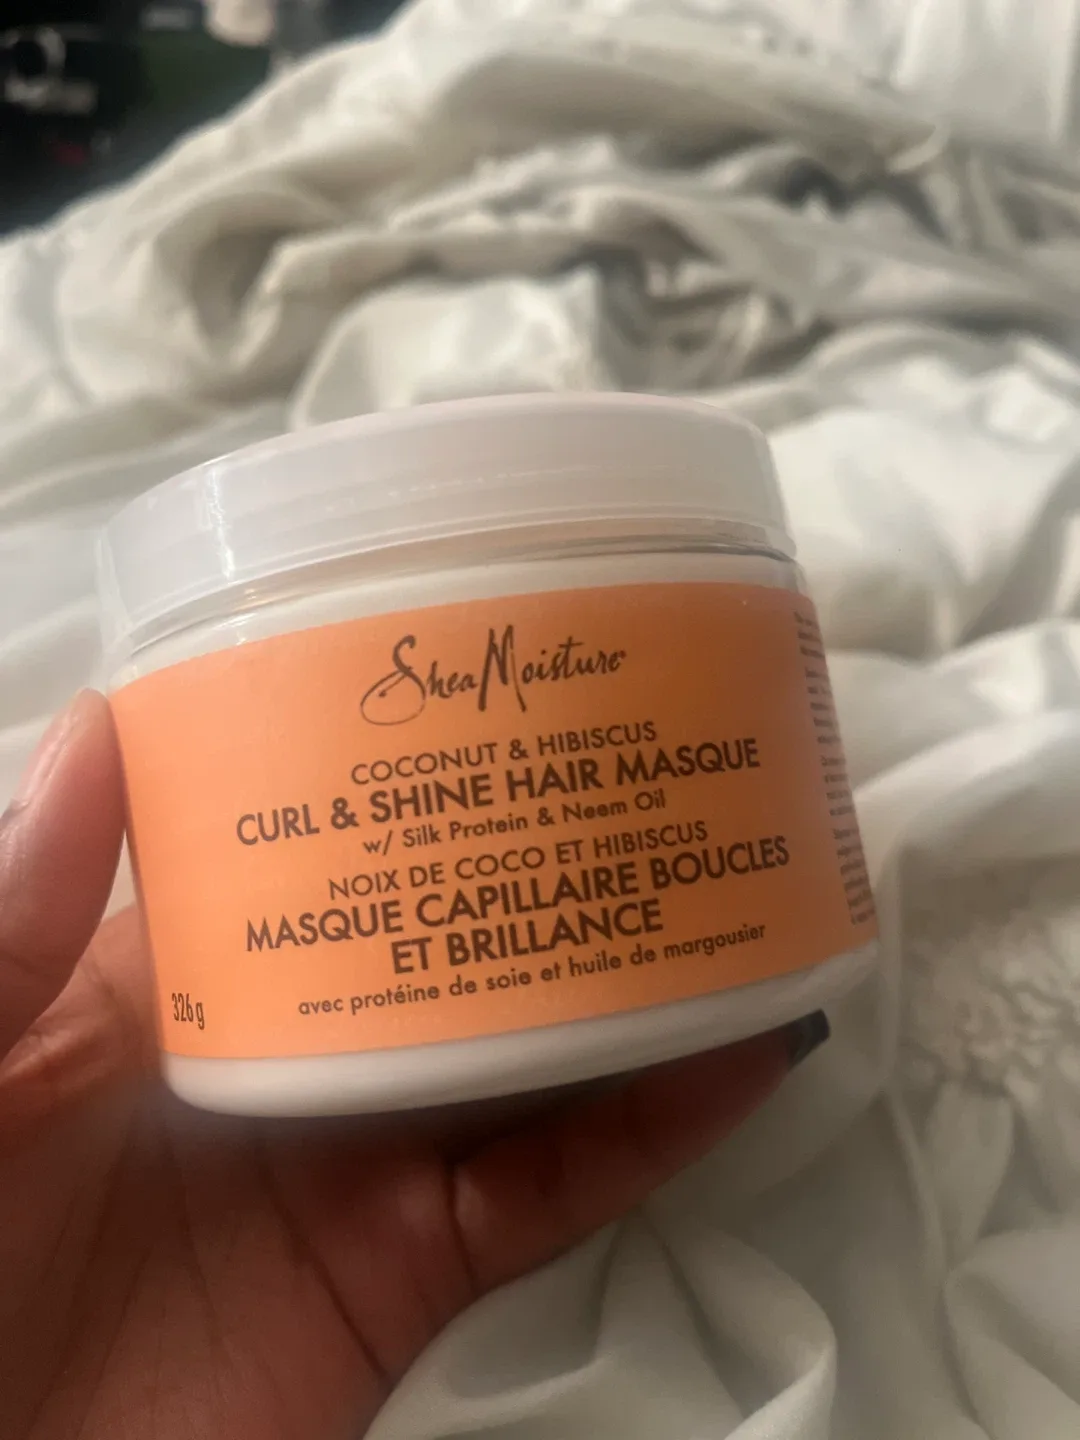 SheaMoisture
COCONUT & HIBISCUS
CURL & SHINE HAIR MASQUE
w/ Silk Protein & Neem Oil
NOIX DE COCO ET HIBISCUS
MASQUE CAPILLAIRE BOUCLES
ET BRILLANCE
avec protéine de soie et huile de margousier
326 g